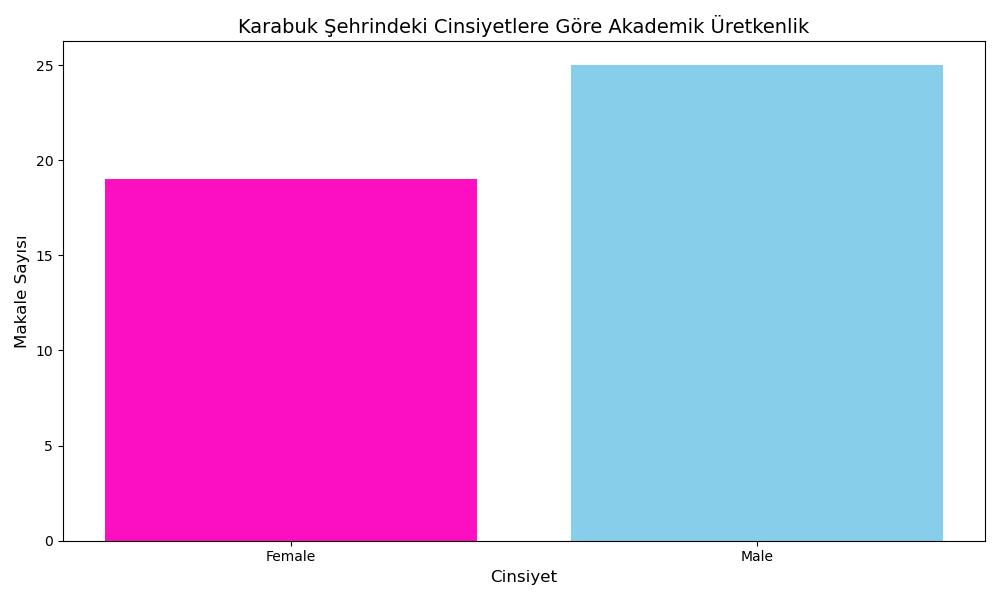 Karabuk Şehrindeki Cinsiyetlere Göre Akademik Üretkenlik
Makale Sayısı
25
20
15
10
5
0
Female
Male
Cinsiyet